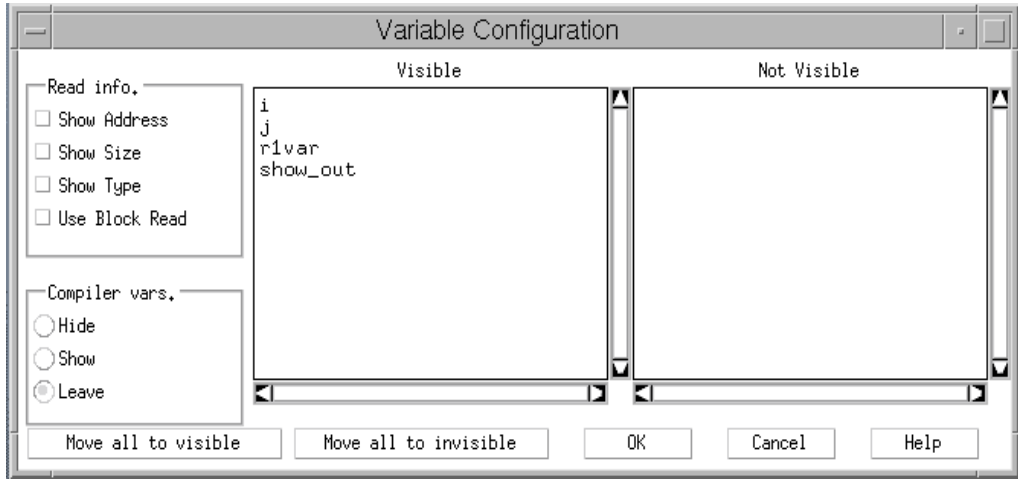 Variable Configuration
Visible
Not Visible
Read info.
Show Address
Show Size
Show Type
Use Block Read
i
j
r1var
show_out
Compiler vars.
Hide
Show
Leave
Move all to visible
Move all to invisible
OK
Cancel
Help